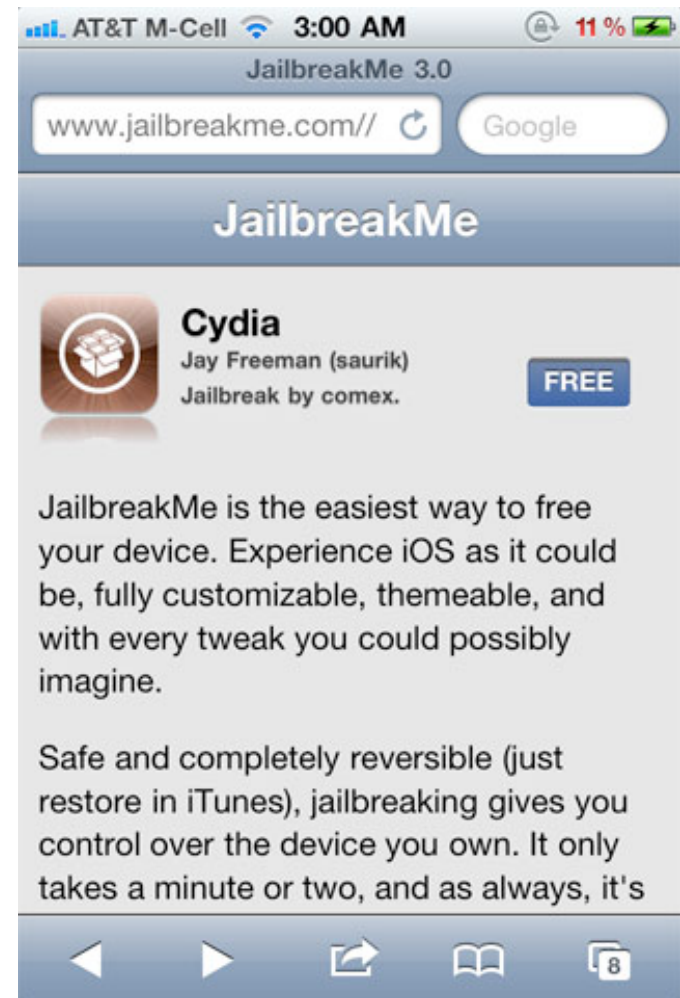 AT&T M-Cell 3:00 AM 11 %
JailbreakMe 3.0
www.jailbreakme.com// Google
JailbreakMe
Cydia
Jay Freeman (saurik)
Jailbreak by comex.
FREE
JailbreakMe is the easiest way to free
your device. Experience iOS as it could
be, fully customizable, themeable, and
with every tweak you could possibly
imagine.
Safe and completely reversible (just
restore in iTunes), jailbreaking gives you
control over the device you own. It only
takes a minute or two, and as always, it's
8